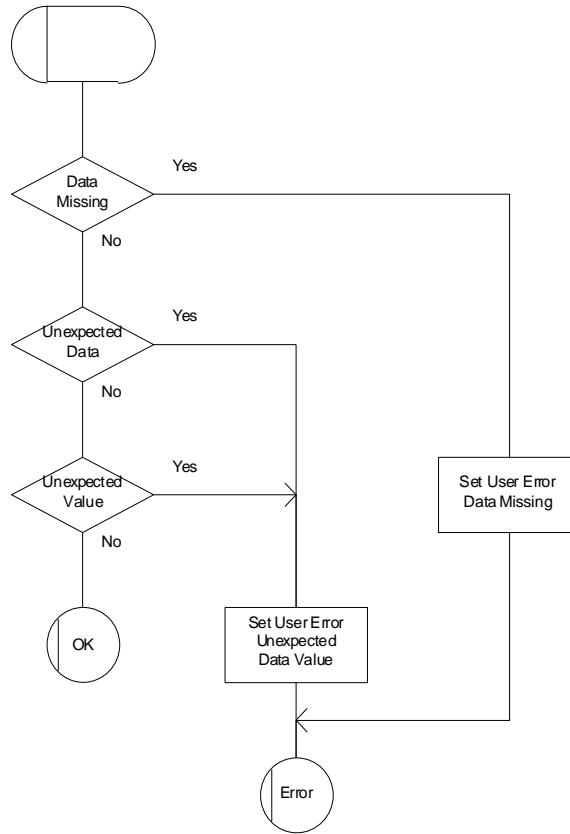 Yes
Data
Missing
No
Yes
Unexpected
Data
No
Yes
Unexpected
Value
No
Set User Error
Data Missing
OK
Set User Error
Unexpected
Data Value
Error